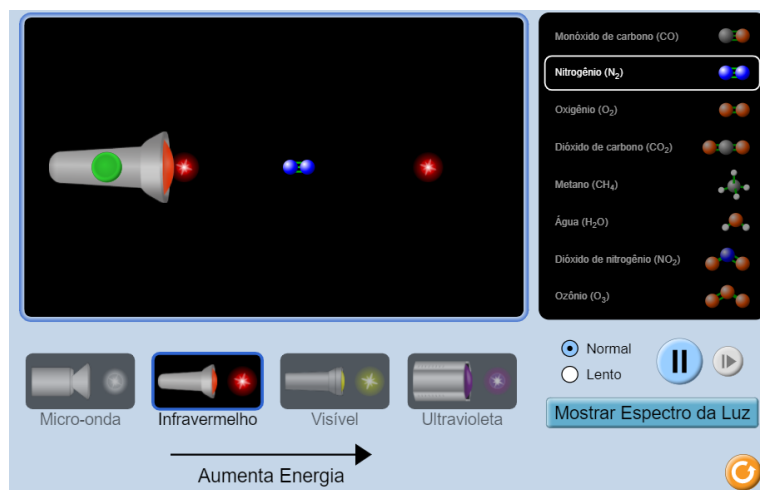 Monóxido de carbono (CO)
Nitrogênio (N₂)
Oxigênio (O₂)
Dióxido de carbono (CO₂)
Metano (CH₄)
Água (H₂O)
Dióxido de nitrogênio (NO₂)
Ozônio (O₃)
Normal
Lento
Mostrar Espectro da Luz
Micro-onda
Infravermelho
Visível
Ultravioleta
Aumenta Energia